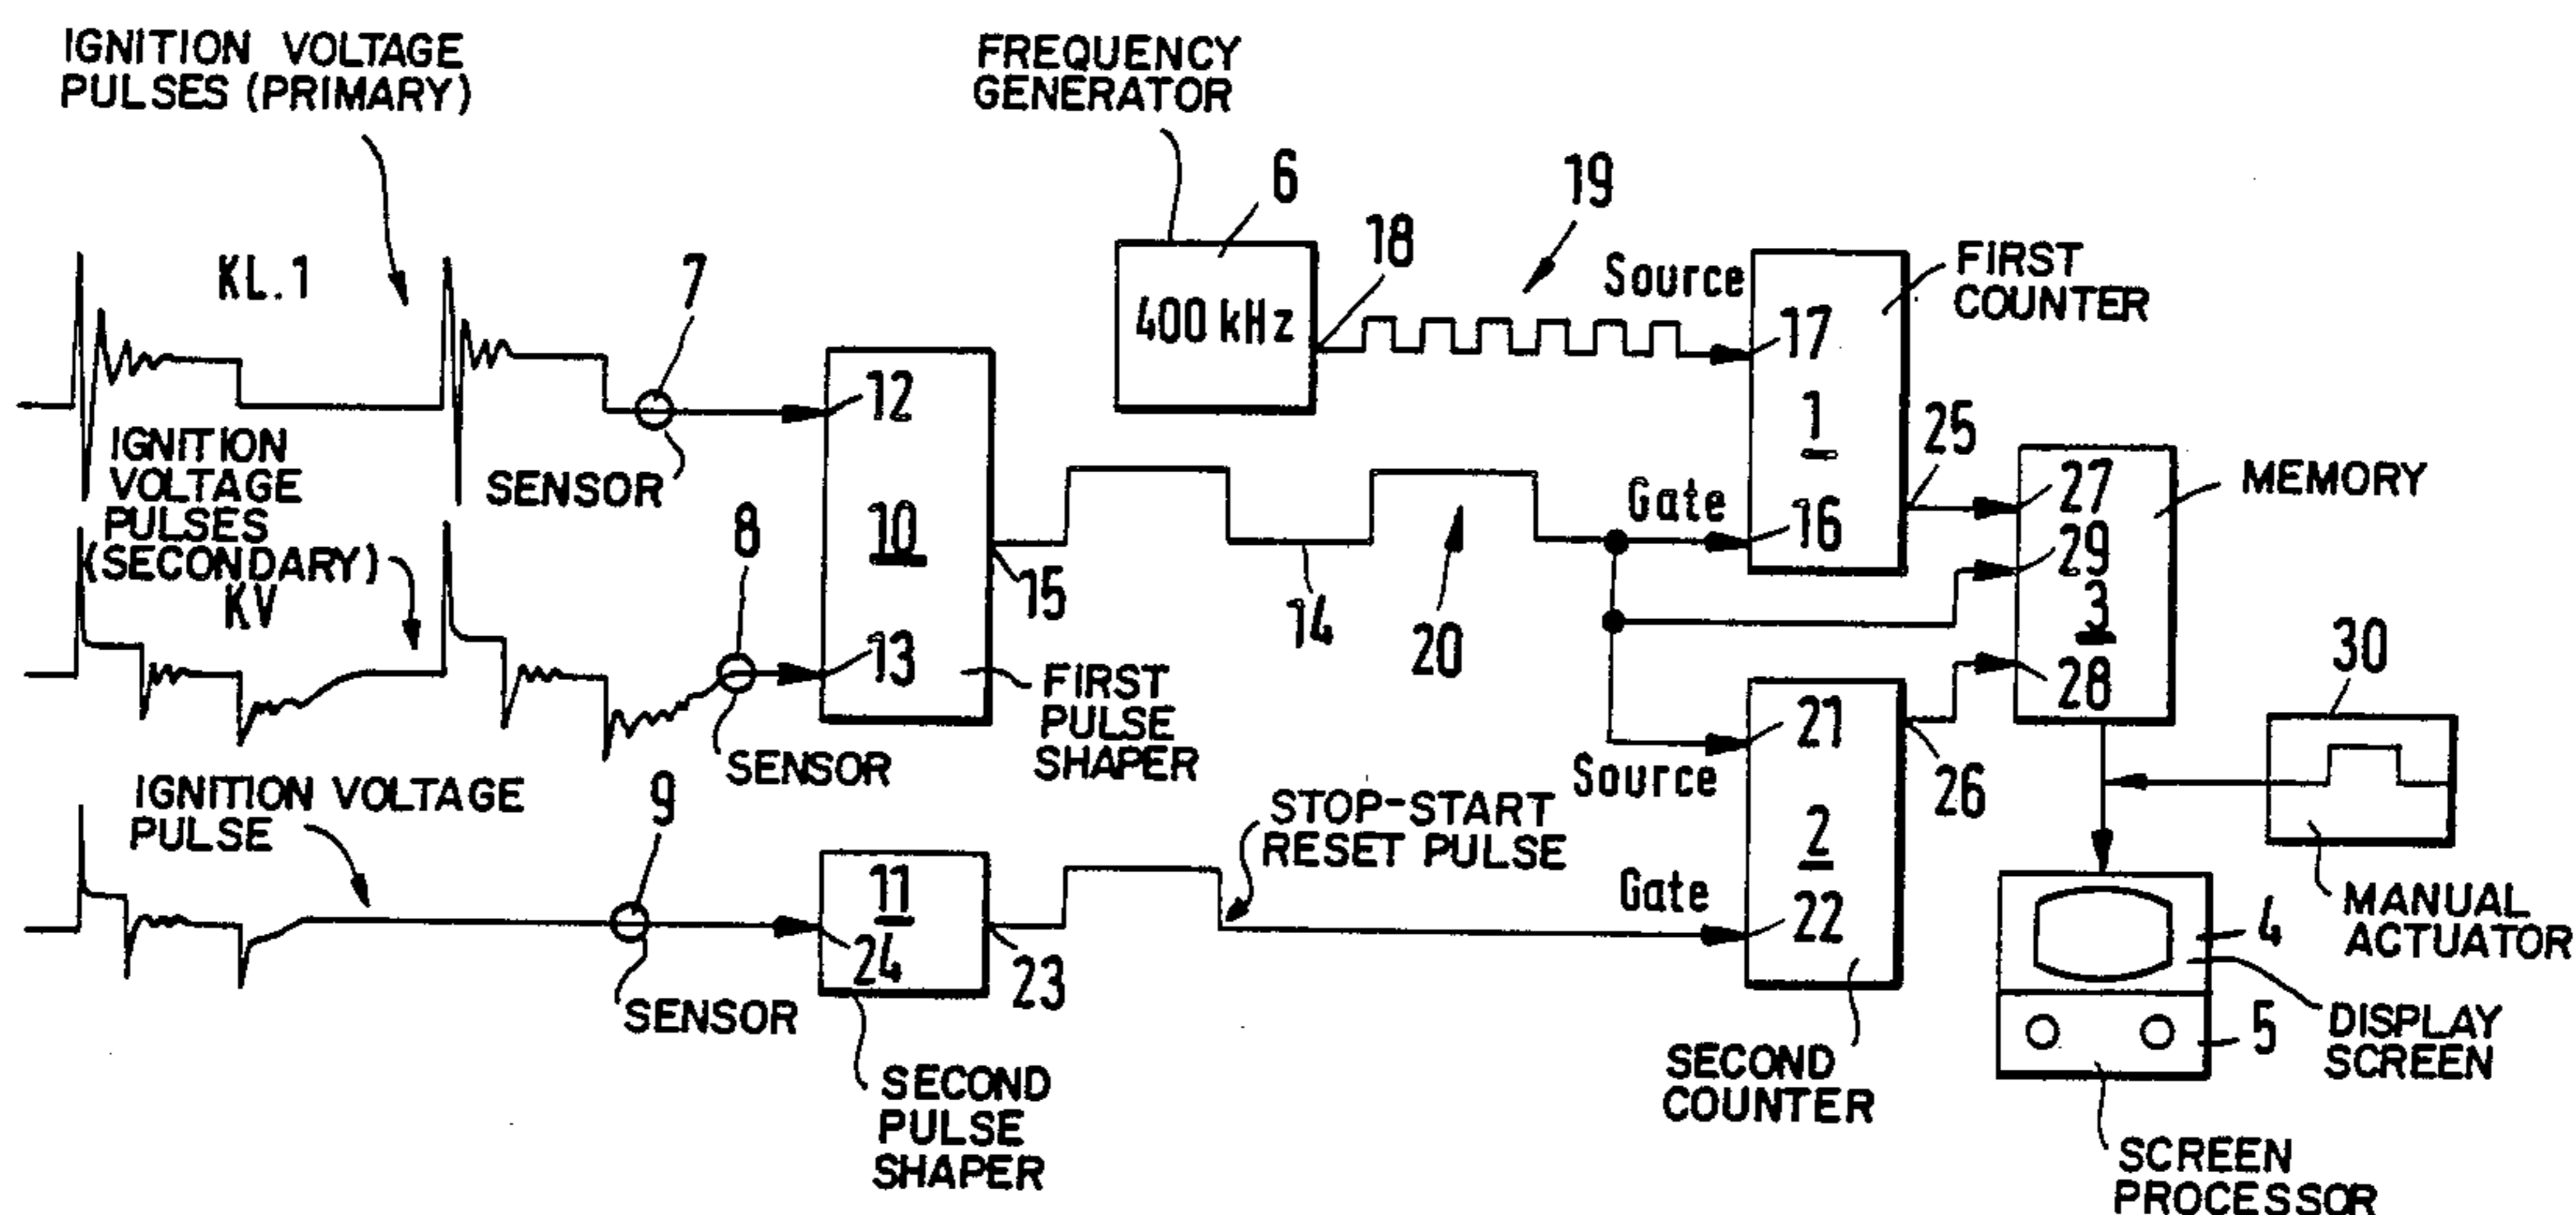 IGNITION VOLTAGE
PULSES (PRIMARY)
FREQUENCY
GENERATOR
6
19
18
KL.1
7
400 kHz
Source
17
FIRST
COUNTER
1
12
SENSOR
IGNITION
VOLTAGE
PULSES
(SECONDARY)
KV
8
10
15
14
20
Gate
16
25
27
29
3
28
MEMORY
13
FIRST
PULSE
SHAPER
SENSOR
30
21
Source
26
2
IGNITION VOLTAGE
PULSE
9
STOP-START
RESET PULSE
11
24
23
Gate
22
MANUAL
ACTUATOR
4
SENSOR
5
DISPLAY
SCREEN
SECOND
PULSE
SHAPER
SECOND
COUNTER
SCREEN
PROCESSOR